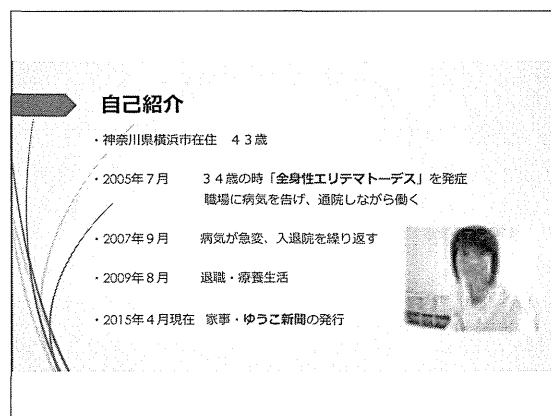 自己紹介
・神奈川県横浜市在住　４３歳
・2005年７月　３４歳の時「全身性エリテマトーデス」を発症
職場に病気を告げ、通院しながら働く
・2007年９月　病気が急変、入退院を繰り返す
・2009年８月　退職・療養生活
・2015年４月現在　家事・ゆうこ新聞の発行